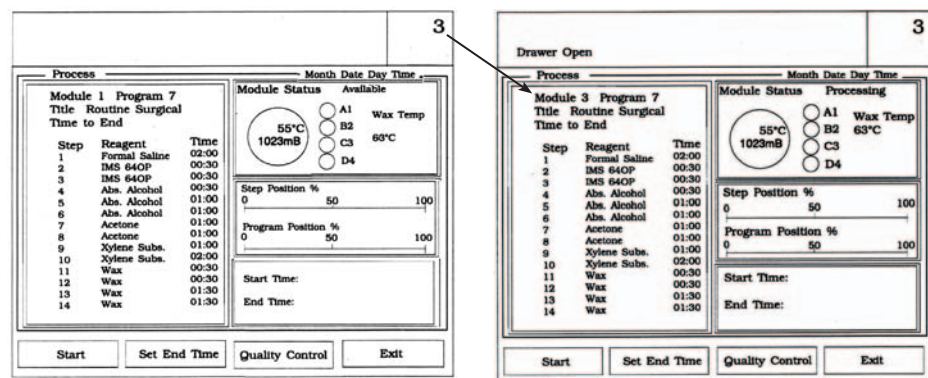 3
Process
Month Date Day Time
Module 1 Program 7
Title Routine Surgical
Time to End
Step Reagent Time
1 Formal Saline 02:00
2 IMS 64OP 00:30
3 IMS 64OP 00:30
4 Abs. Alcohol 00:30
5 Abs. Alcohol 01:00
6 Abs. Alcohol 01:00
7 Acetone 01:00
8 Acetone 01:00
9 Xylene Subs. 01:00
10 Xylene Subs. 02:00
11 Wax 00:30
12 Wax 00:30
13 Wax 01:30
14 Wax 01:30
Module Status Available
55°C
1023mB
A1
B2
C3
D4
Wax Temp
63°C
Step Position %
0 50 100
Program Position %
0 50 100
Start Time:
End Time:
Start
Set End Time
Quality Control
Exit
3
Drawer Open
Process
Month Date Day Time
Module 3 Program 7
Title Routine Surgical
Time to End
Step Reagent Time
1 Formal Saline 02:00
2 IMS 64OP 00:30
3 IMS 64OP 00:30
4 Abs. Alcohol 00:30
5 Abs. Alcohol 01:00
6 Abs. Alcohol 01:00
7 Acetone 01:00
8 Acetone 01:00
9 Xylene Subs. 01:00
10 Xylene Subs. 02:00
11 Wax 00:30
12 Wax 00:30
13 Wax 01:30
14 Wax 01:30
Module Status Processing
55°C
1023mB
A1
B2
C3
D4
Wax Temp
63°C
Step Position %
0 50 100
Program Position %
0 50 100
Start Time:
End Time:
Start
Set End Time
Quality Control
Exit